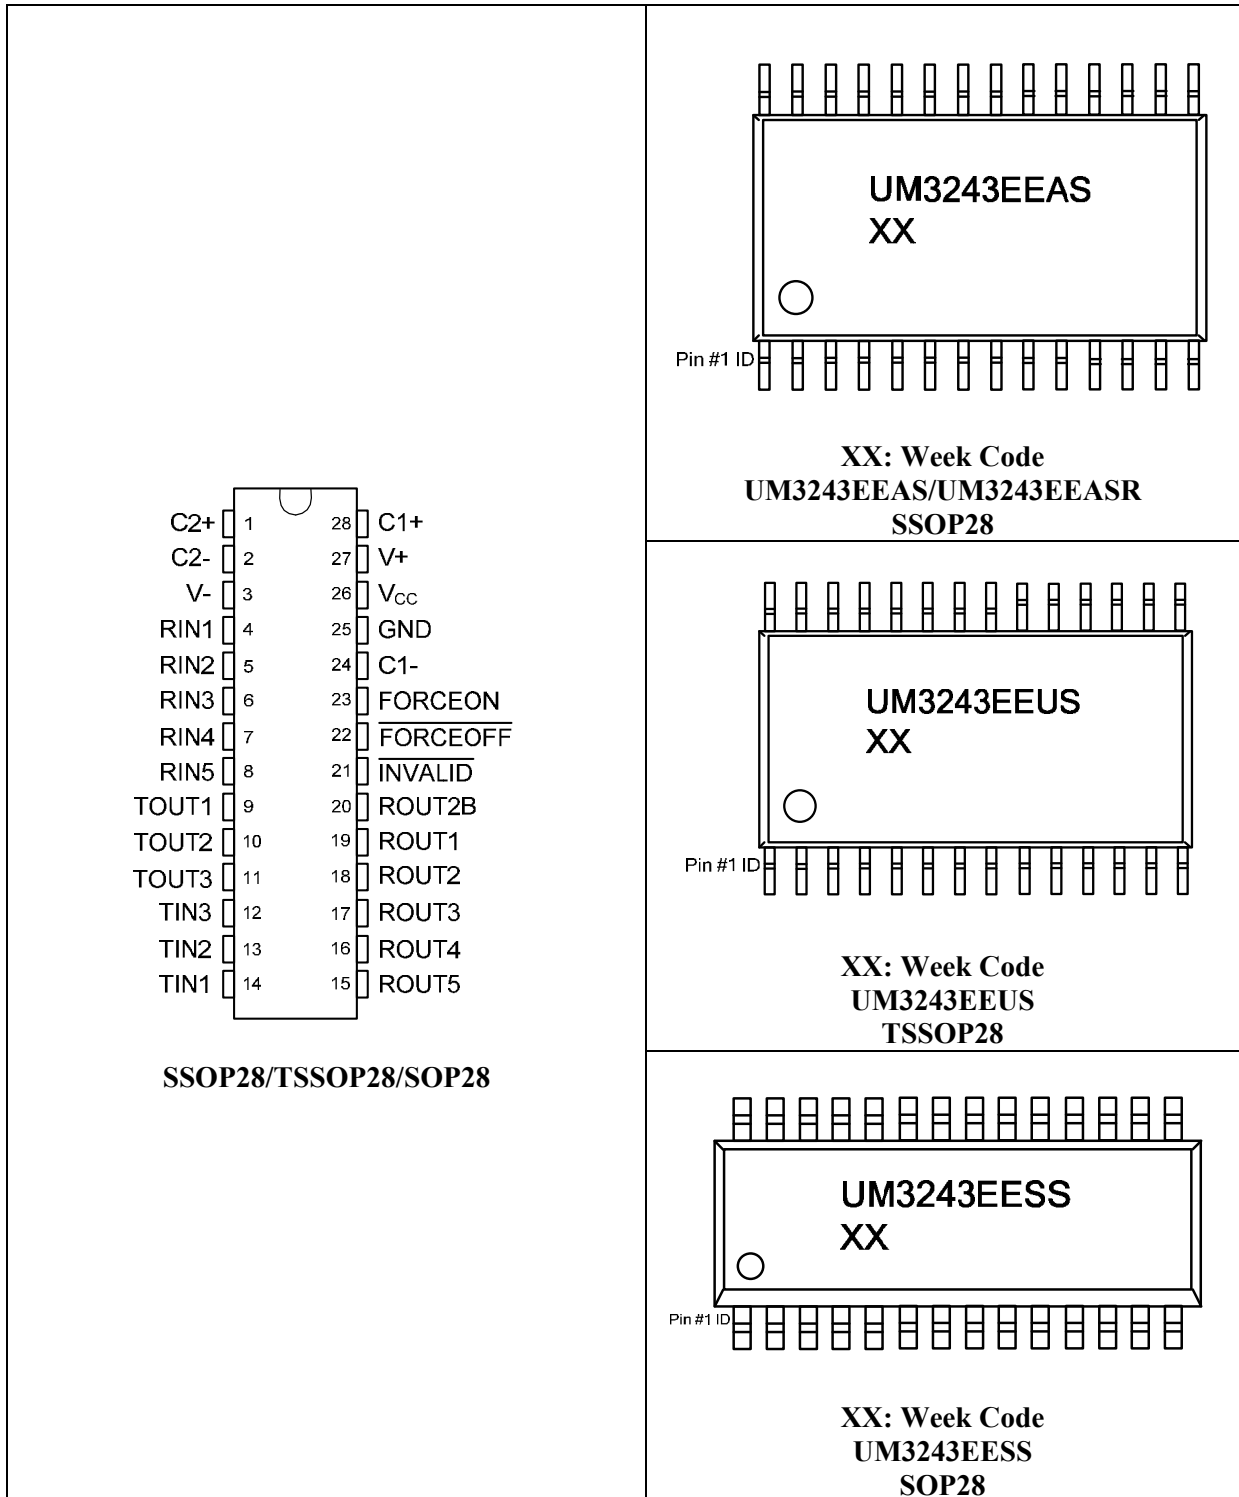 C2+ 1 28 C1+
C2- 2 27 V+
V- 3 26 VCC
RIN1 4 25 GND
RIN2 5 24 C1-
RIN3 6 23 FORCEON
RIN4 7 22 FORCEOFF
RIN5 8 21 INVALID
TOUT1 9 20 ROUT2B
TOUT2 10 19 ROUT1
TOUT3 11 18 ROUT2
TIN3 12 17 ROUT3
TIN2 13 16 ROUT4
TIN1 14 15 ROUT5
SSOP28/TSSOP28/SOP28
UM3243EEAS
XX
Pin #1 ID
XX: Week Code
UM3243EEAS/UM3243EEASR
SSOP28
UM3243EEUS
XX
Pin #1 ID
XX: Week Code
UM3243EEUS
TSSOP28
UM3243EESS
XX
Pin #1 ID
XX: Week Code
UM3243EESS
SOP28